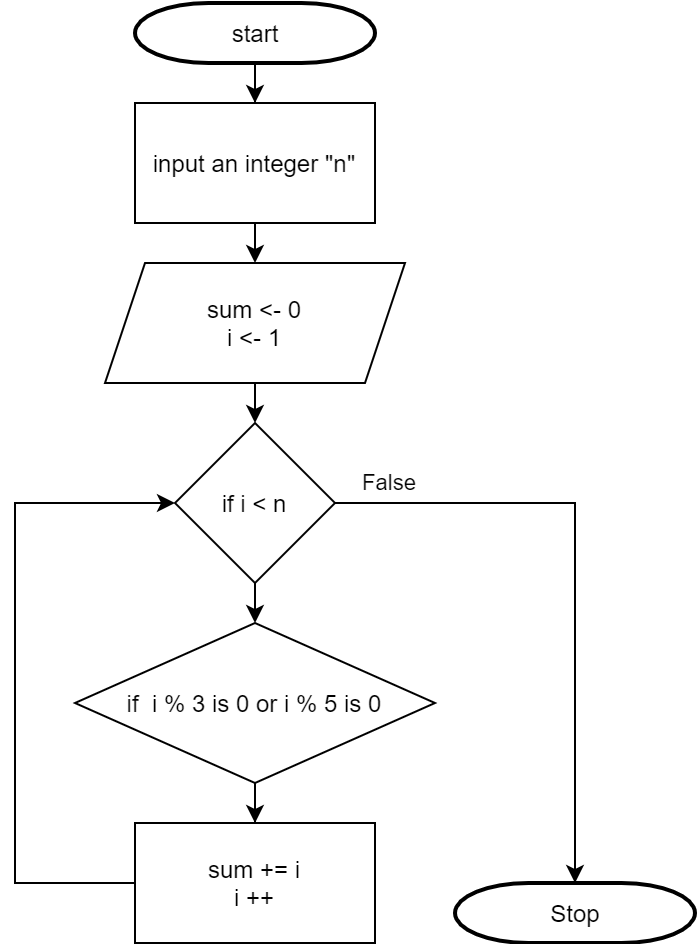 start
input an integer "n"
sum <- 0
i <- 1
if i < n
False
if  i % 3 is 0 or i % 5 is 0
sum += i
i ++
Stop